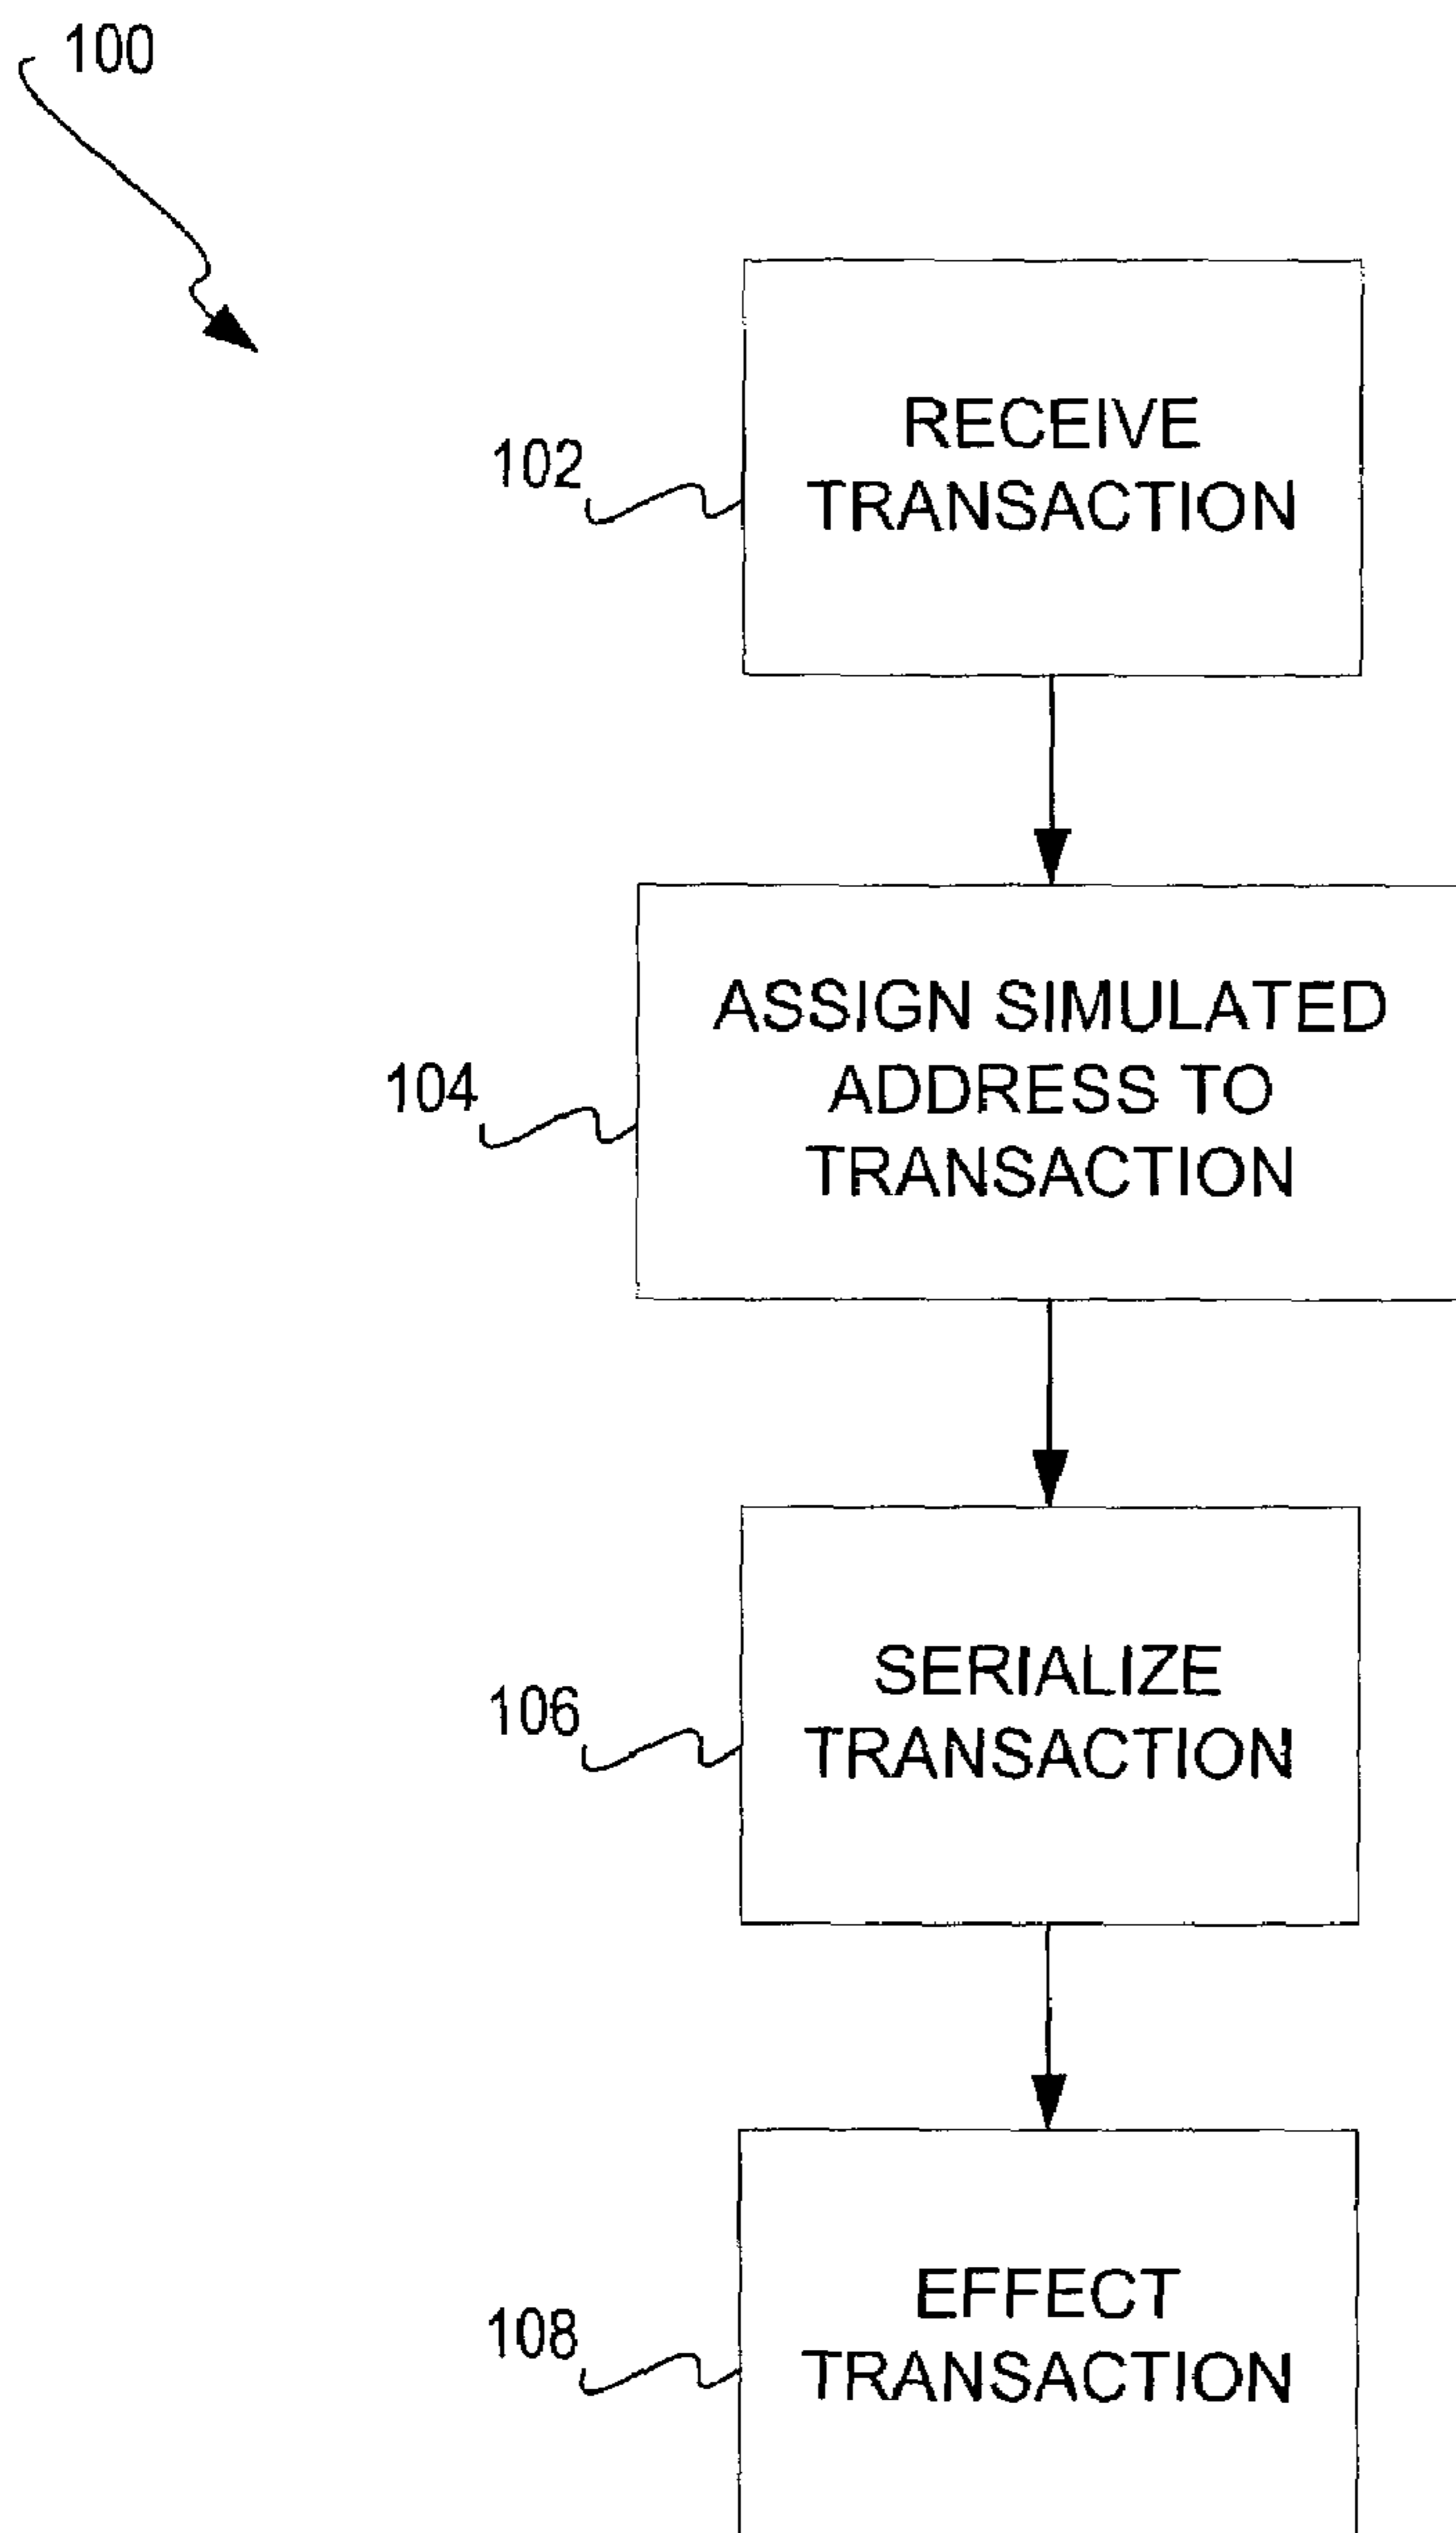 100
102
RECEIVE
TRANSACTION
104
ASSIGN SIMULATED
ADDRESS TO
TRANSACTION
106
SERIALIZE
TRANSACTION
108
EFFECT
TRANSACTION